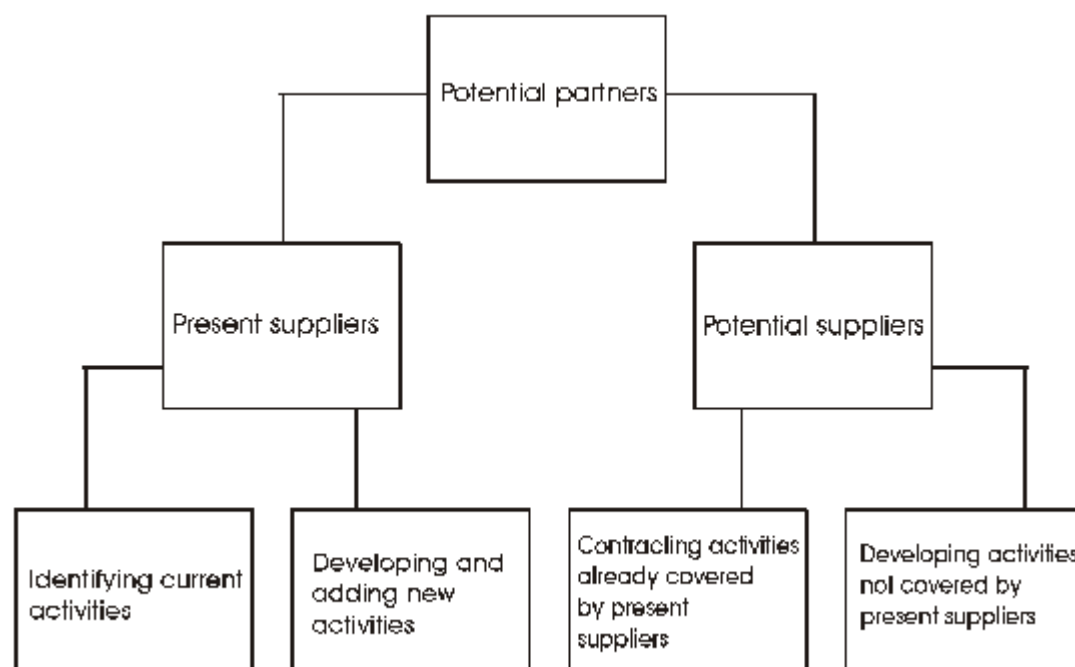 Potential partners
Present suppliers
Potential suppliers
Identifying current
activities
Developing and
adding new
activities
Contracling activities
already covered
by present
suppliers
Developing activities
not covered by
present suppliers